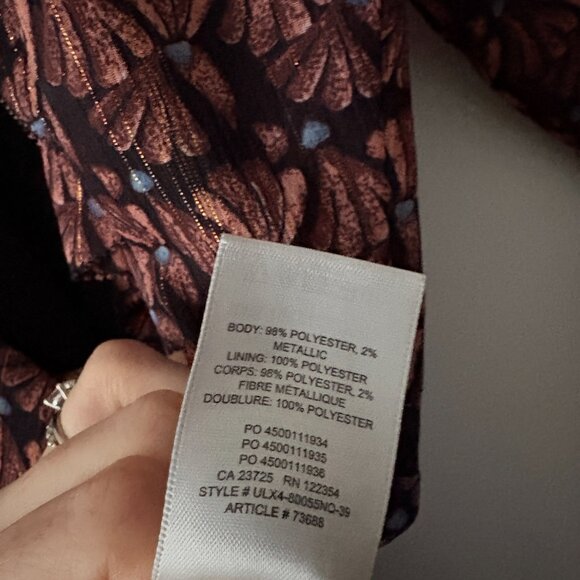 BODY: 98% POLYESTER, 2%
METALLIC
LINING: 100% POLYESTER
CORPS: 98% POLYESTER, 2%
FIBRE MÉTALLIQUE
DOUBLURE: 100% POLYESTER
PO 4500111934
PO 4500111935
PO 4500111936
CA 23725 RN 122354
STYLE # ULX4-80055NO-39
ARTICLE # 73688